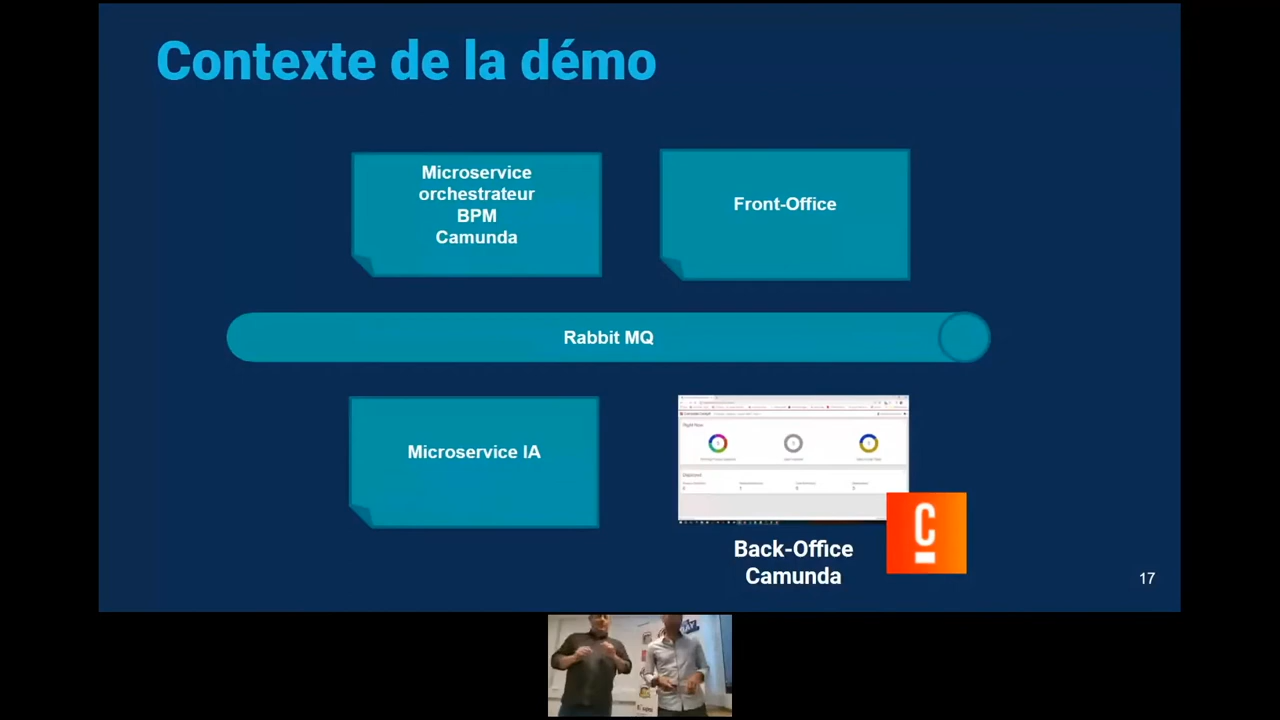 Contexte de la démo
Microservice
orchestrateur
BPM
Camunda
Front-Office
Rabbit MQ
Microservice IA
Back-Office
Camunda
17